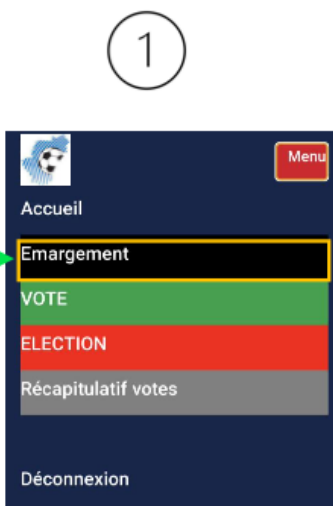 1
Menu
Accueil
Emargement
VOTE
ELECTION
Récapitulatif votes
Déconnexion